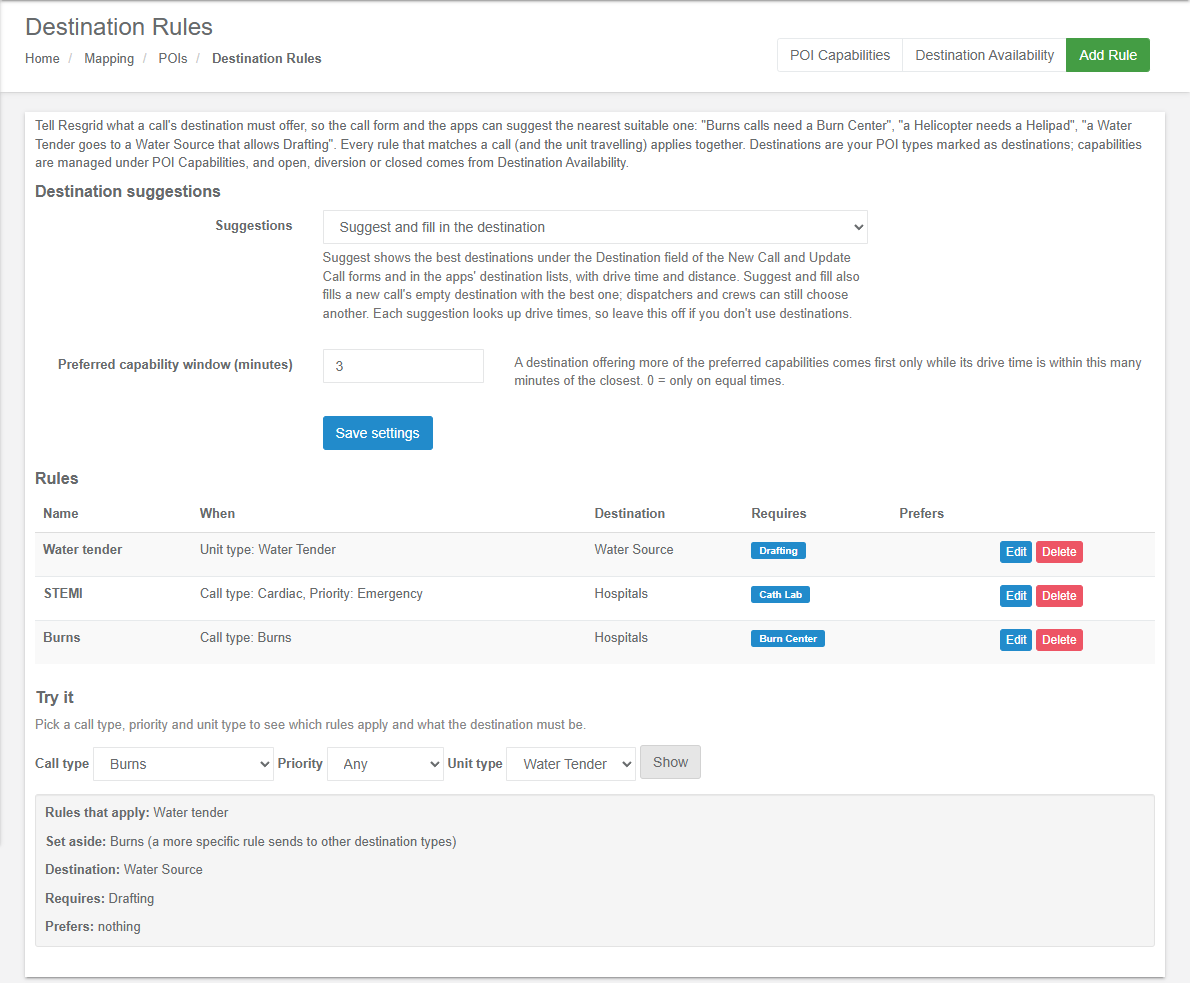 Destination Rules
Home / Mapping / POIs / Destination Rules
POI Capabilities Destination Availability Add Rule
Tell Resgrid what a call's destination must offer, so the call form and the apps can suggest the nearest suitable one: "Burns calls need a Burn Center", "a Helicopter needs a Helipad", "a Water
Tender goes to a Water Source that allows Drafting". Every rule that matches a call (and the unit travelling) applies together. Destinations are your POI types marked as destinations; capabilities
are managed under POI Capabilities, and open, diversion or closed comes from Destination Availability.
Destination suggestions
Suggestions Suggest and fill in the destination
Suggest shows the best destinations under the Destination field of the New Call and Update
Call forms and in the apps' destination lists, with drive time and distance. Suggest and fill also
fills a new call's empty destination with the best one; dispatchers and crews can still choose
another. Each suggestion looks up drive times, so leave this off if you don't use destinations.
Preferred capability window (minutes) 3 A destination offering more of the preferred capabilities comes first only while its drive time is within this many
minutes of the closest. 0 = only on equal times.
Save settings
Rules
Name When Destination Requires Prefers
Water tender Unit type: Water Tender Water Source Drafting Edit Delete
STEMI Call type: Cardiac, Priority: Emergency Hospitals Cath Lab Edit Delete
Burns Call type: Burns Hospitals Burn Center Edit Delete
Try it
Pick a call type, priority and unit type to see which rules apply and what the destination must be.
Call type Burns Priority Any Unit type Water Tender Show
Rules that apply: Water tender
Set aside: Burns (a more specific rule sends to other destination types)
Destination: Water Source
Requires: Drafting
Prefers: nothing